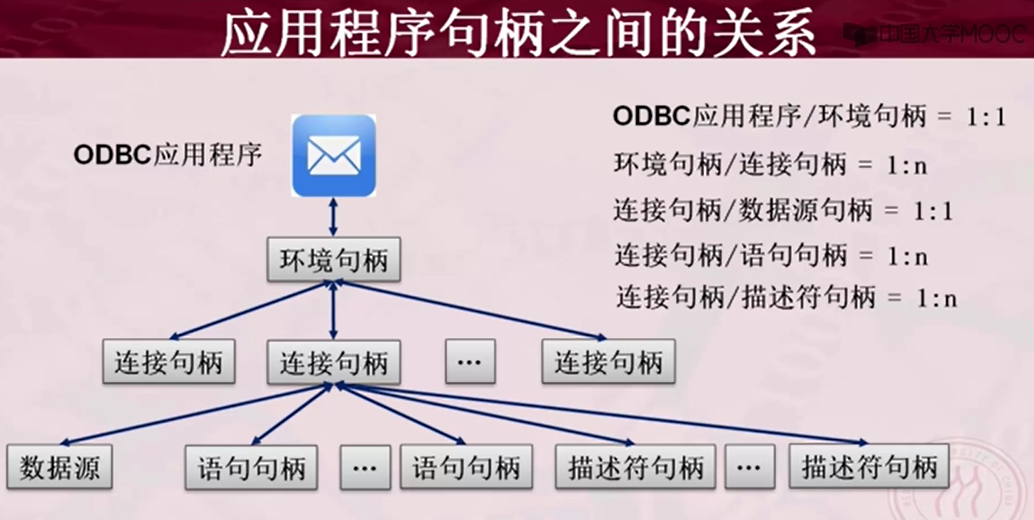 应用程序句柄之间的关系
中国大学MOOC
ODBC应用程序
ODBC应用程序/环境句柄 = 1:1
环境句柄/连接句柄 = 1:n
连接句柄/数据源句柄 = 1:1
连接句柄/语句句柄 = 1:n
连接句柄/描述符句柄 = 1:n
环境句柄
连接句柄 连接句柄 … 连接句柄
数据源 语句句柄 … 语句句柄 描述符句柄 … 描述符句柄